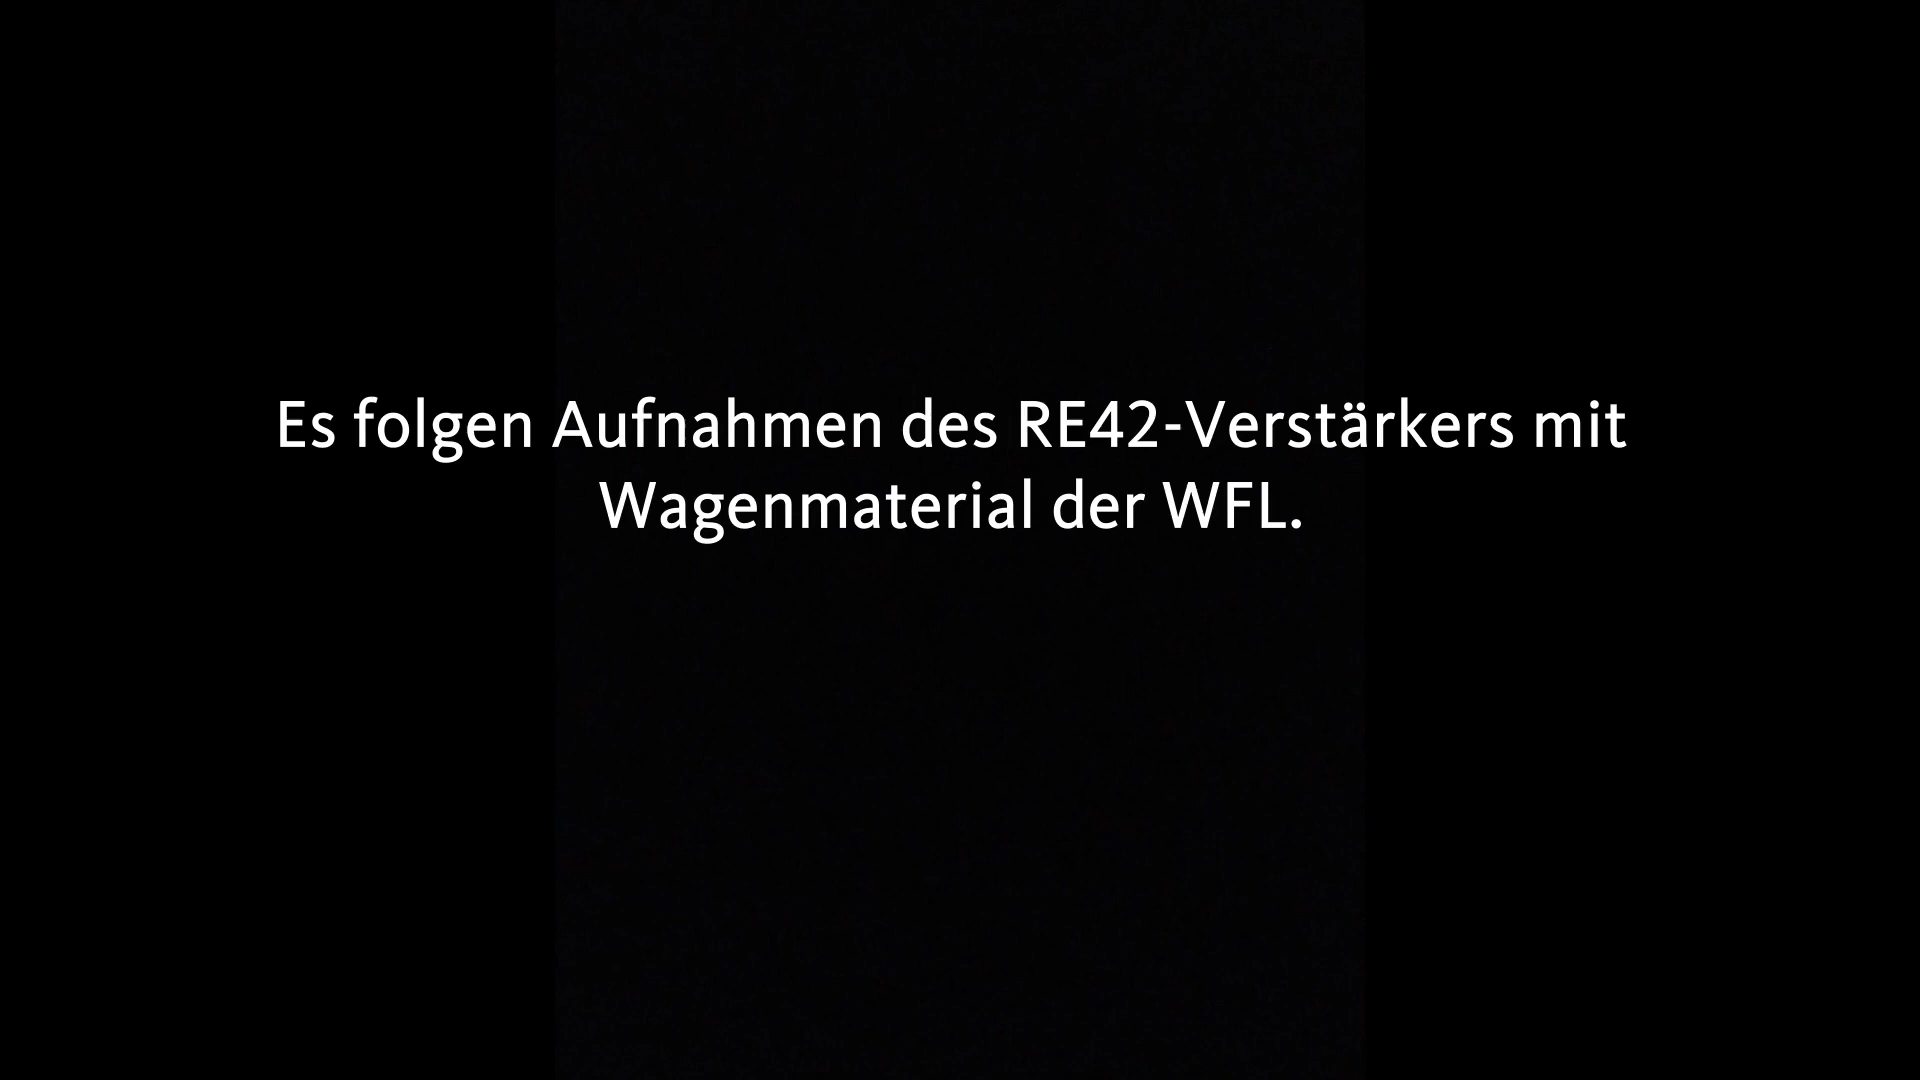 Es folgen Aufnahmen des RE42-Verstärkers mit
Wagenmaterial der WFL.